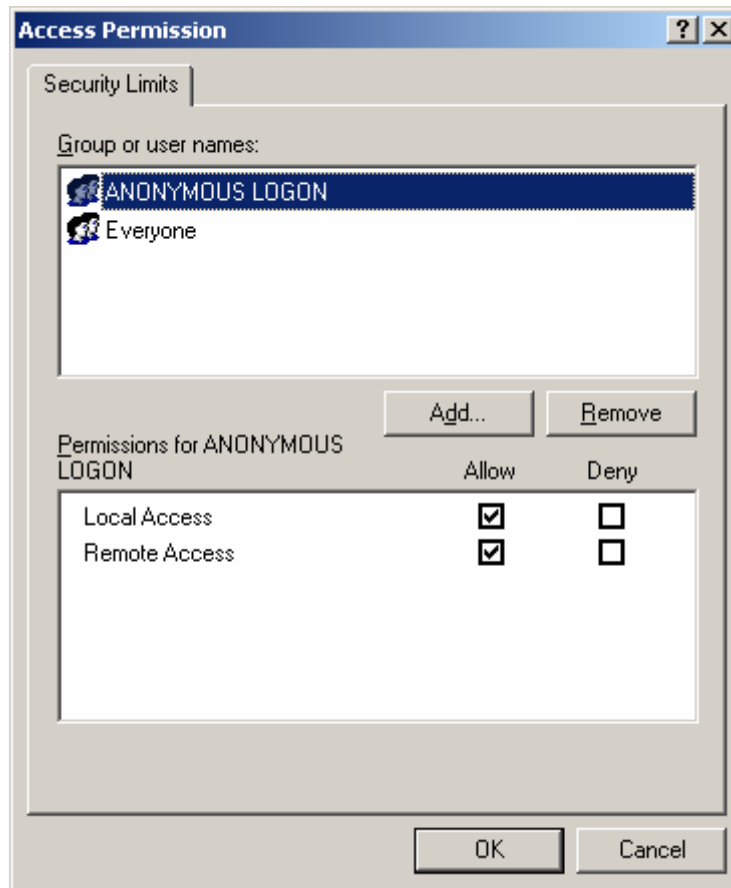 Access Permission
Security Limits
Group or user names:
ANONYMOUS LOGON
Everyone
Add... Remove
Permissions for ANONYMOUS
LOGON Allow Deny
Local Access
Remote Access
OK Cancel